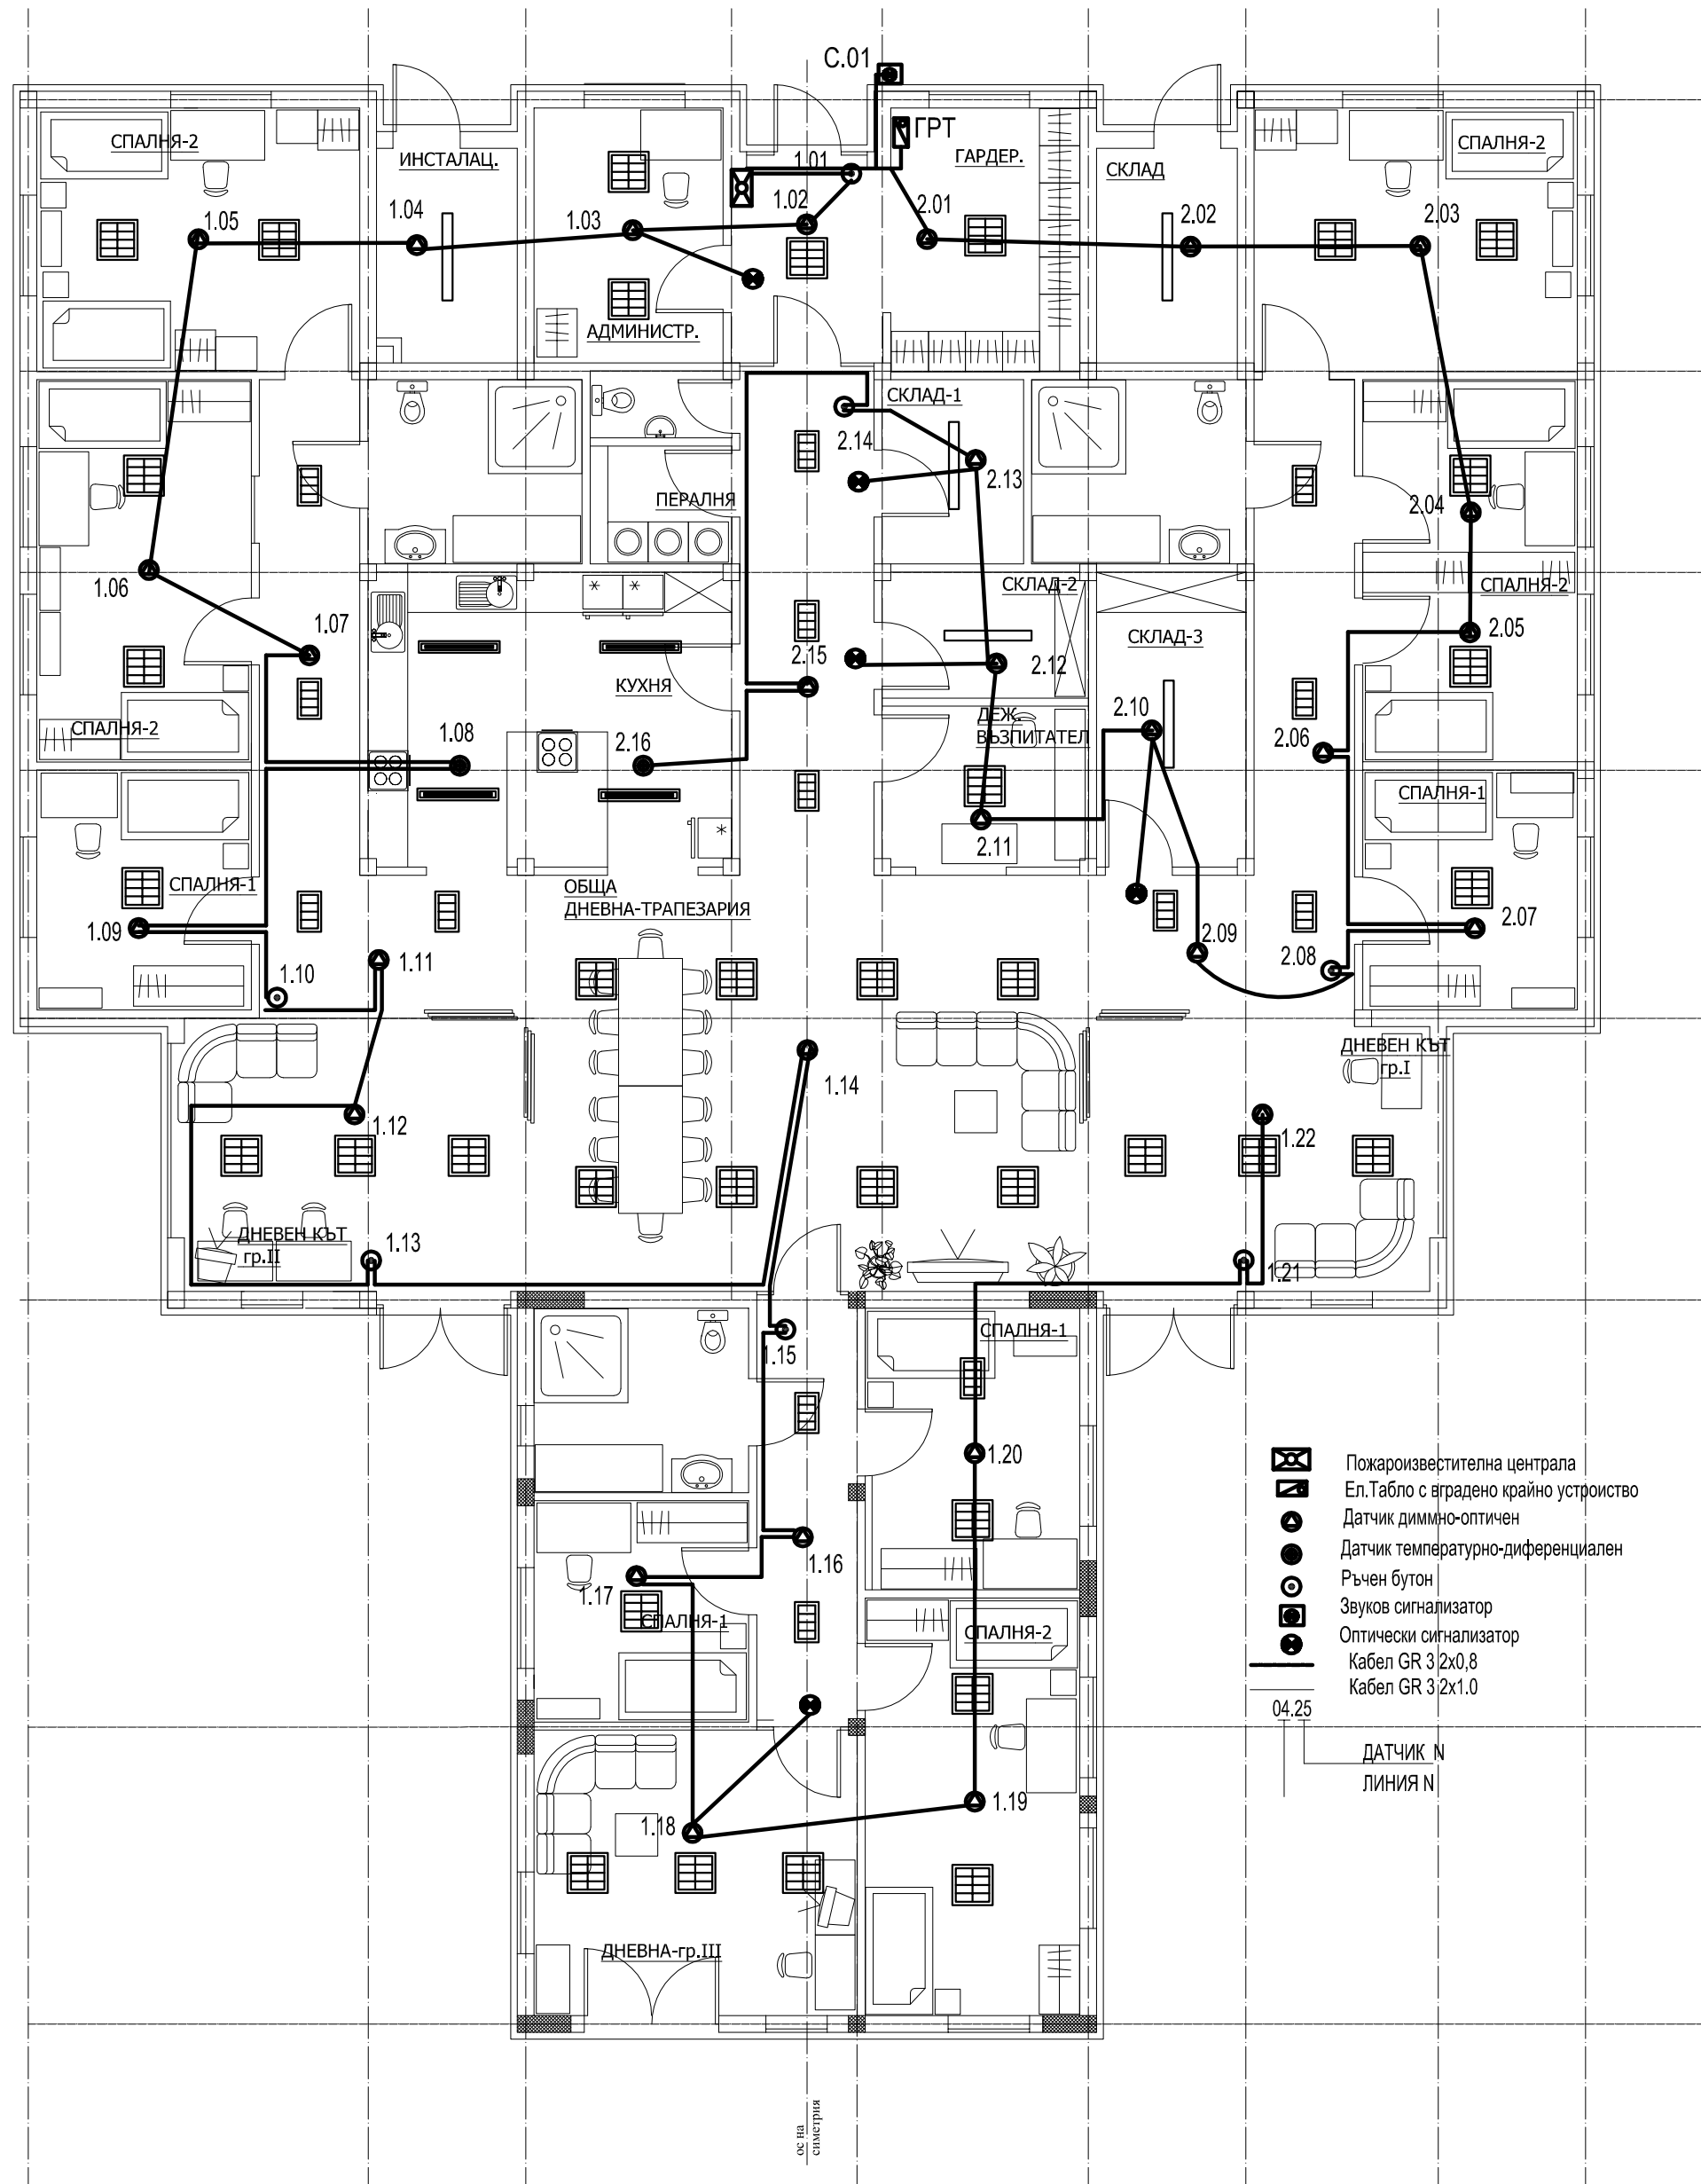 С.01
ГРТ
СПАЛНЯ-2
ИНСТАЛАЦ.
1.01
ГАРДЕР.
СКЛАД
СПАЛНЯ-2
1.05
1.04
1.03
1.02
2.01
2.02
2.03
АДМИНИСТР.
СКЛАД-1
2.14
2.13
ПЕРАЛНЯ
2.04
1.06
СКЛАД-2
СПАЛНЯ-2
1.07
СКЛАД-3
2.05
2.15
2.12
КУХНЯ
СПАЛНЯ-2
1.08
2.16
ДЕЖ.
ВЪЗПИТАТЕЛ
2.10
2.06
СПАЛНЯ-1
2.11
СПАЛНЯ-1
ОБЩА
ДНЕВНА-ТРАПЕЗАРИЯ
1.09
2.07
1.10
1.11
2.09
2.08
ДНЕВЕН КЪТ
гр.I
1.14
1.12
1.22
ДНЕВЕН КЪТ
гр.II
1.13
1.21
1.15
СПАЛНЯ-1
1.20
1.16
1.17
СПАЛНЯ-1
СПАЛНЯ-2
1.18
1.19
ДНЕВНА-гр.III
Пожароизвестителна централа
Ел.Табло с вградено крайно устроиство
Датчик диммно-оптичен
Датчик температурно-диференциален
Ръчен бутон
Звуков сигнализатор
Оптически сигнализатор
Кабел GR 3 2x0,8
Кабел GR 3 2x1.0
04.25
ДАТЧИК N
ЛИНИЯ N
ос на
симетрия